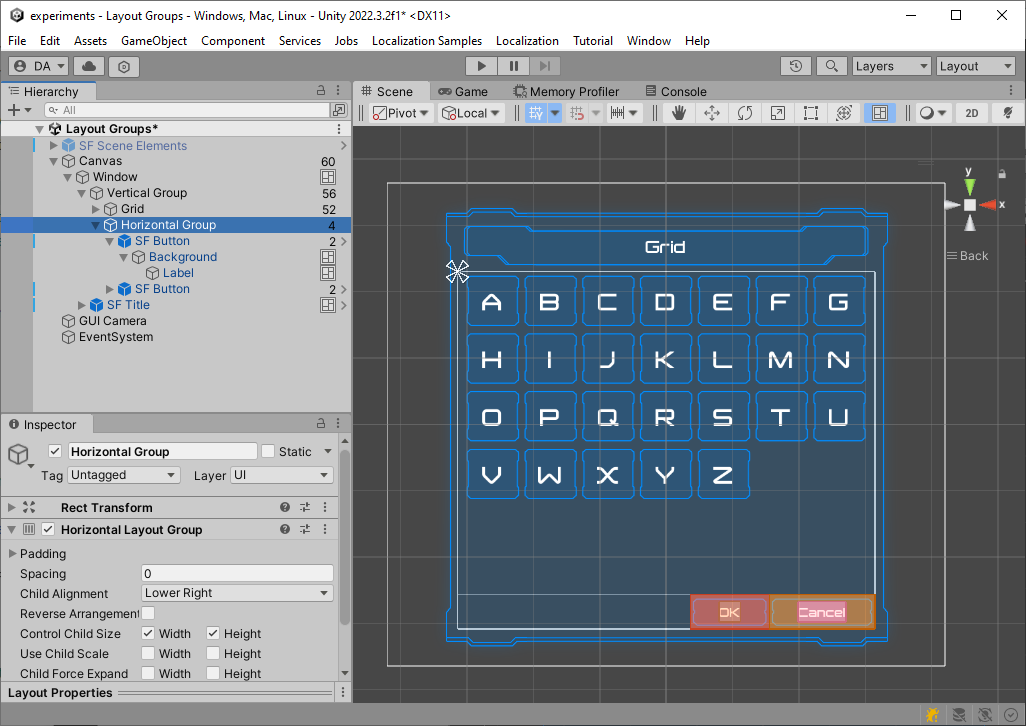 experiments - Layout Groups - Windows, Mac, Linux - Unity 2022.3.2f1* <DX11>
File Edit Assets GameObject Component Services Jobs Localization Samples Localization Tutorial Window Help
DA Layers Layout
Hierarchy
All
Layout Groups*
SF Scene Elements
Canvas 60
Window
Vertical Group 56
Grid 52
Horizontal Group 4
SF Button 2
Background
Label
SF Button 2
SF Title
GUI Camera
EventSystem
Inspector
Horizontal Group Static
Tag Untagged Layer UI
Rect Transform
Horizontal Layout Group
Padding
Spacing 0
Child Alignment Lower Right
Reverse Arrangement
Control Child Size Width Height
Use Child Scale Width Height
Child Force Expand Width Height
Layout Properties
Scene Game Memory Profiler Console
Pivot Local 2D
y
x
Back
Grid
A B C D E F G
H I J K L M N
O P Q R S T U
V W X Y Z
OK Cancel